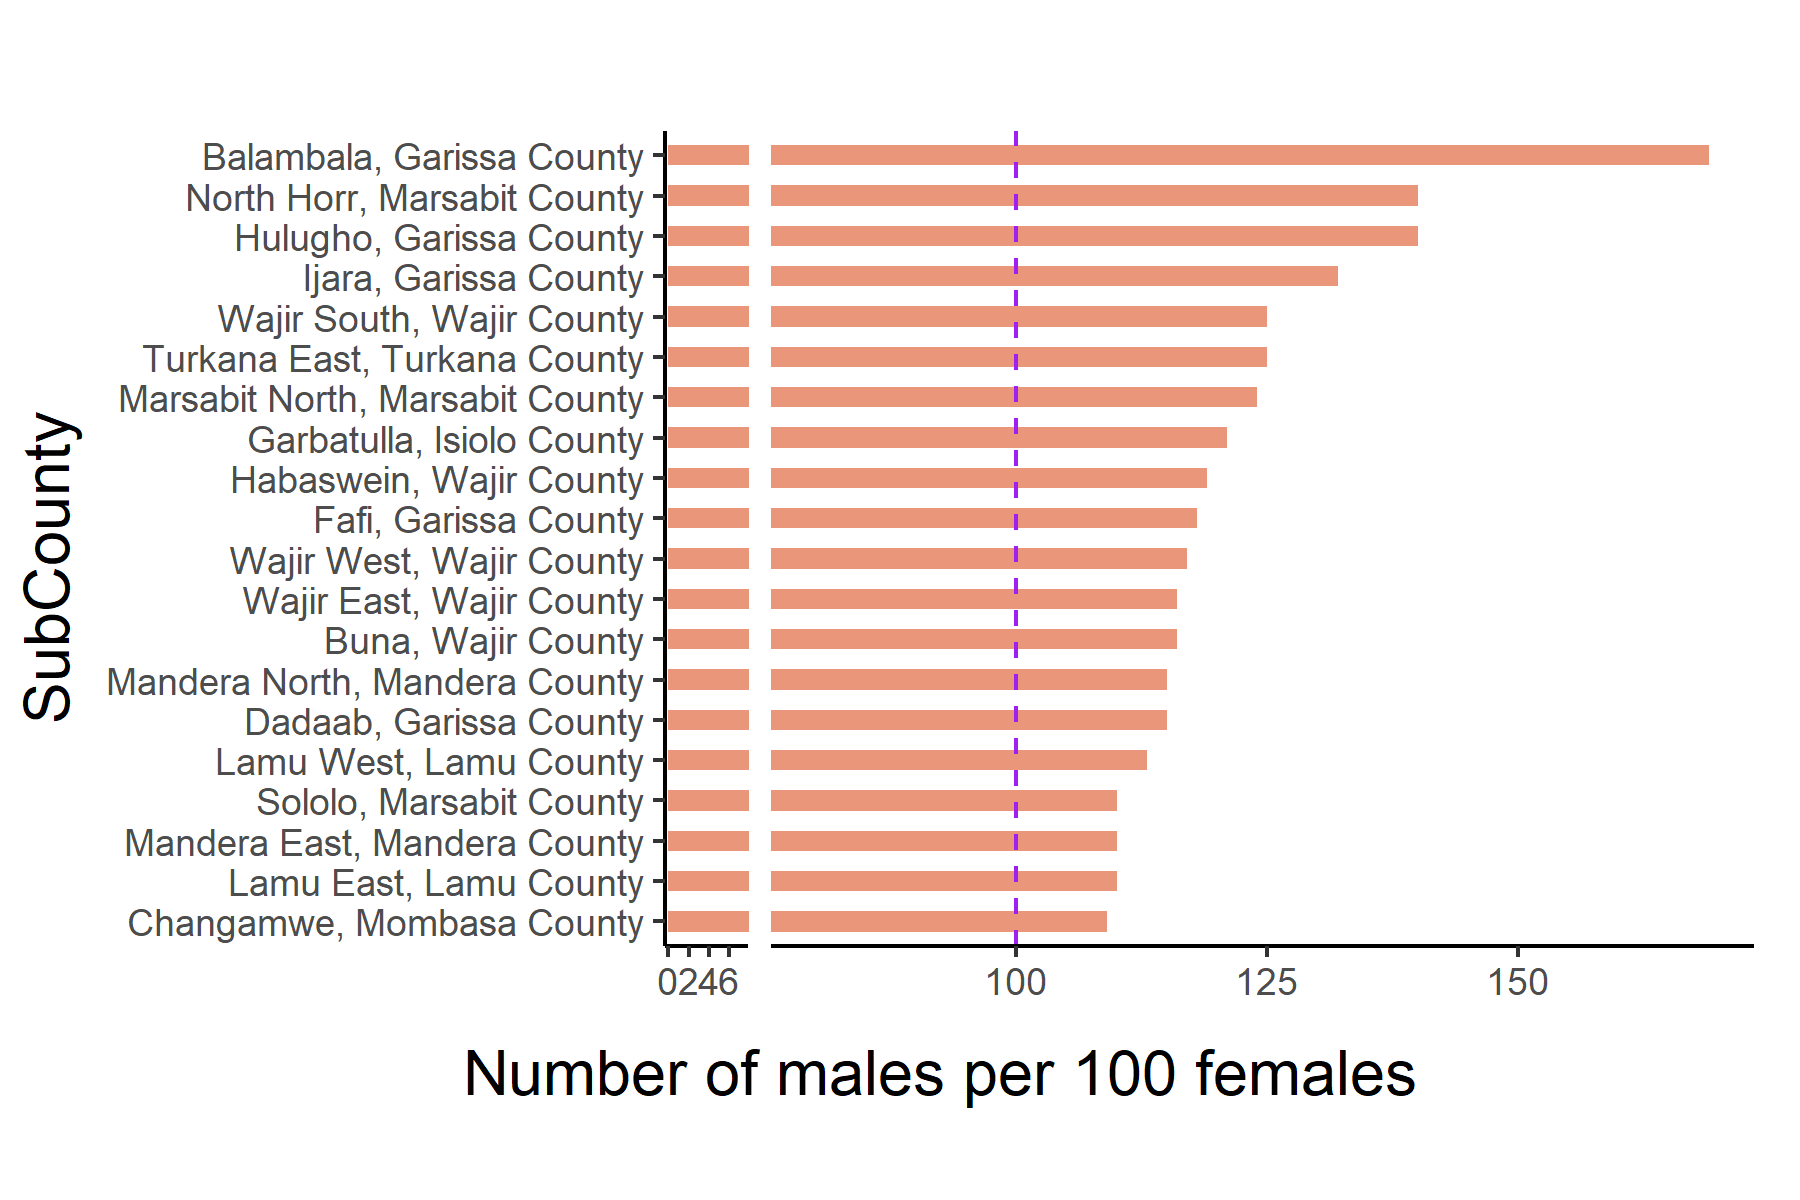 SubCounty
Balambala, Garissa County
North Horr, Marsabit County
Hulugho, Garissa County
Ijara, Garissa County
Wajir South, Wajir County
Turkana East, Turkana County
Marsabit North, Marsabit County
Garbatulla, Isiolo County
Habaswein, Wajir County
Fafi, Garissa County
Wajir West, Wajir County
Wajir East, Wajir County
Buna, Wajir County
Mandera North, Mandera County
Dadaab, Garissa County
Lamu West, Lamu County
Sololo, Marsabit County
Mandera East, Mandera County
Lamu East, Lamu County
Changamwe, Mombasa County
0 2 4 6 100 125 150
Number of males per 100 females